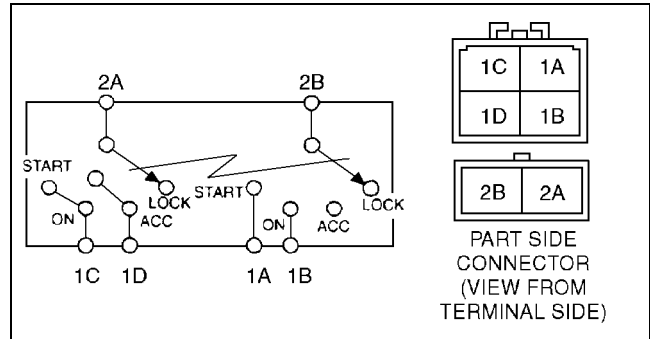 2A 2B
START ON LOCK ACC START ON ACC LOCK
1C 1D 1A 1B
1C 1A
1D 1B
2B 2A
PART SIDE
CONNECTOR
(VIEW FROM
TERMINAL SIDE)